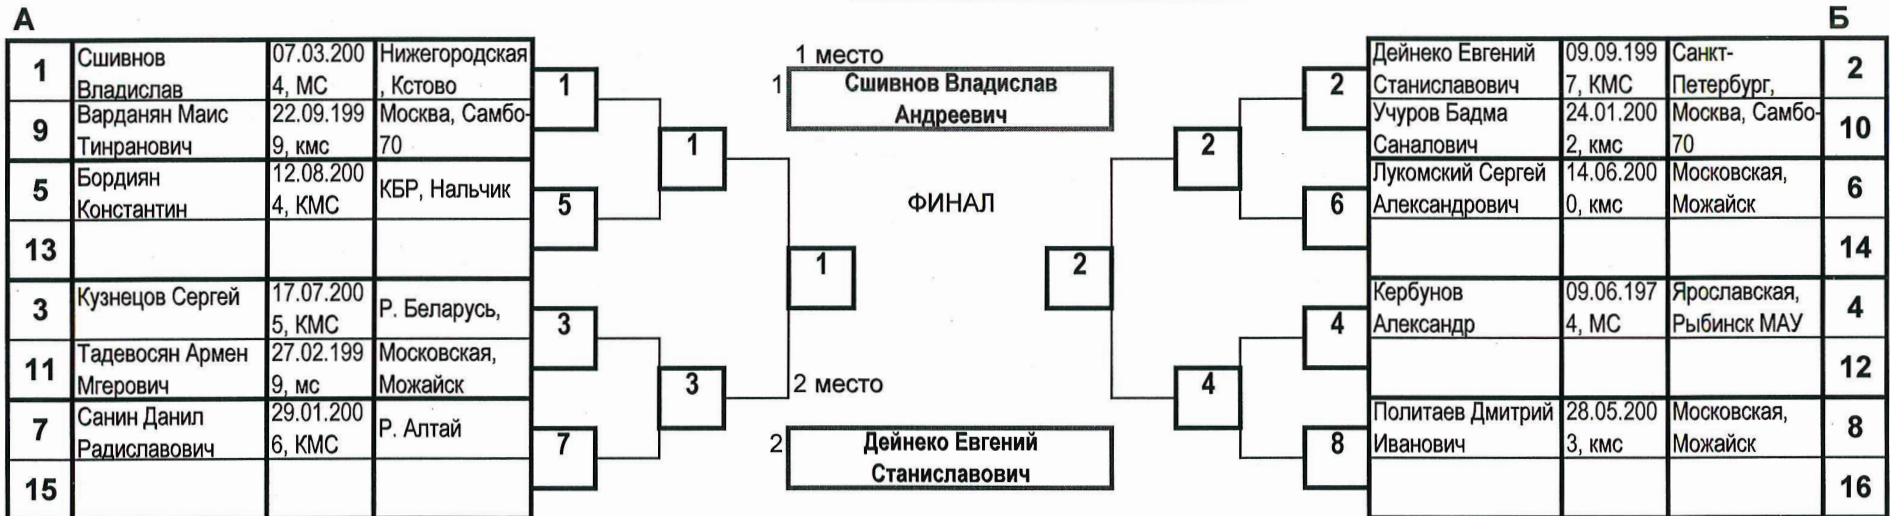 А
1 Сшивнов Владислав 07.03.200 4, МС Нижегородская , Кстово
9 Варданян Маис Тинранович 22.09.199 9, кмс Москва, Самбо- 70
5 Бордиян Константин 12.08.200 4, КМС КБР, Нальчик
13
3 Кузнецов Сергей 17.07.200 5, КМС Р. Беларусь,
11 Тадевосян Армен Мгерович 27.02.199 9, мс Московская, Можайск
7 Санин Данил Радиславович 29.01.200 6, КМС Р. Алтай
15
1
5
3
7
1
3
1
1 место
1 Сшивнов Владислав
Андреевич
ФИНАЛ
2 место
2 Дейнеко Евгений
Станиславович
2
2
4
2
6
4
8
Б
Дейнеко Евгений Станиславович 09.09.199 7, КМС Санкт- Петербург, 2
Учуров Бадма Саналович 24.01.200 2, кмс Москва, Самбо- 70 10
Лукомский Сергей Александрович 14.06.200 0, кмс Московская, Можайск 6
14
Кербунов Александр 09.06.197 4, МС Ярославская, Рыбинск МАУ 4
12
Политаев Дмитрий Иванович 28.05.200 3, кмс Московская, Можайск 8
16